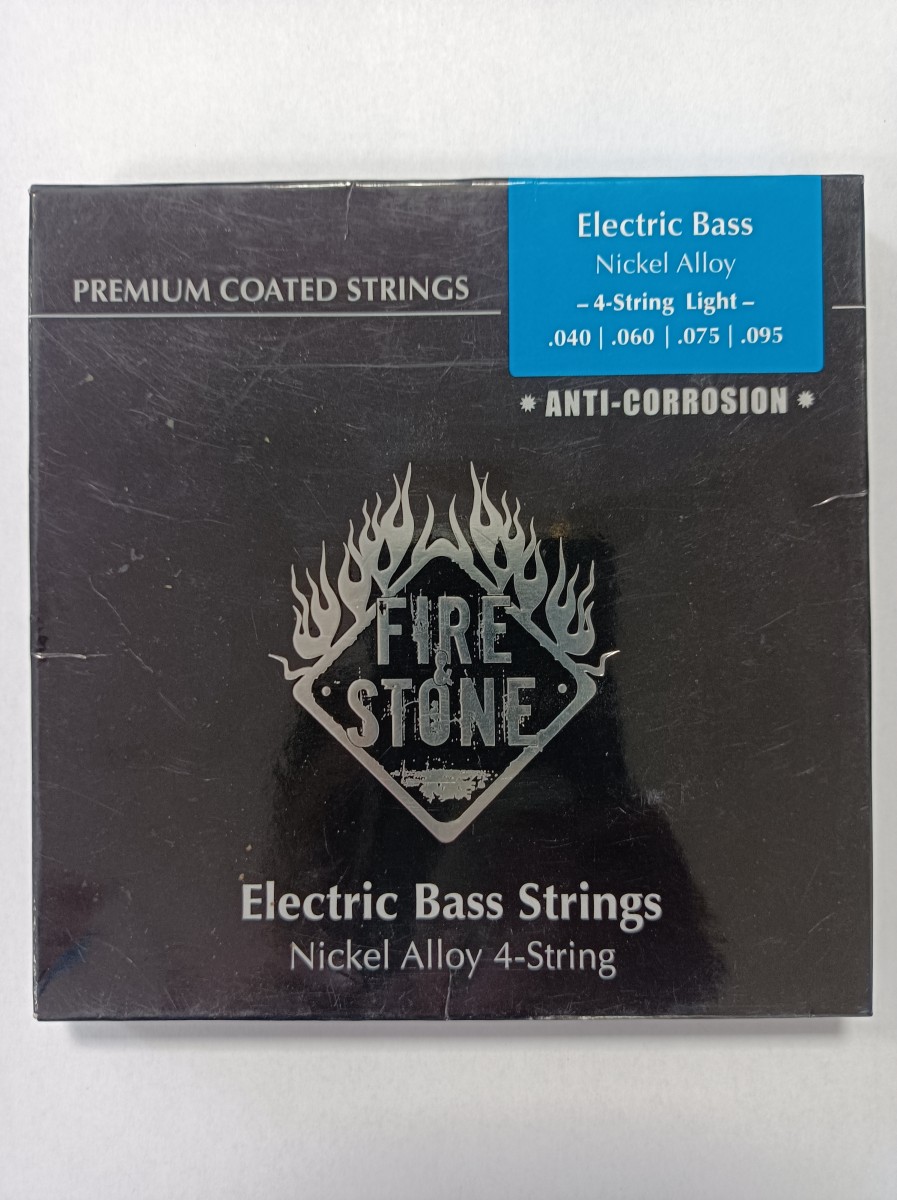 PREMIUM COATED STRINGS
Electric Bass
Nickel Alloy
– 4-String Light –
.040 | .060 | .075 | .095
ANTI-CORROSION
FIRE
&
STONE
Electric Bass Strings
Nickel Alloy 4-String